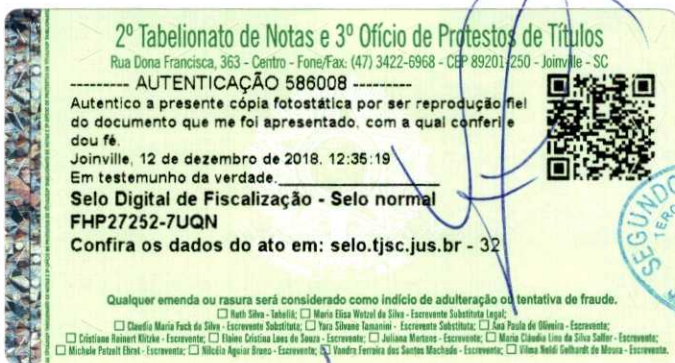 2º Tabelionato de Notas e 3º Ofício de Protestos de Títulos
Rua Dona Francisca, 363 - Centro - Fone/Fax: (47) 3422-6968 - CEP 89201-250 - Joinville - SC
--------- AUTENTICAÇÃO 586008 ---------
Autentico a presente cópia fotostática por ser reprodução fiel
do documento que me foi apresentado, com a qual conferi e
dou fé.
Joinville, 12 de dezembro de 2018. 12:36:19
Em testemunho da verdade.
Selo Digital de Fiscalização - Selo normal
FHP27252-7UQN
Confira os dados do ato em: selo.tjsc.jus.br - 32
Qualquer emenda ou rasura será considerado como indício de adulteração ou tentativa de fraude.
☐ Ruth Silva - Tabeliã; ☐ Maria Elisa Wetzel da Silva - Escrevente Substituta Legal;
☐ Claudia Maria Fuck da Silva - Escrevente Substituta; ☐ Yara Silvane Tamanini - Escrevente Substituta; ☐ Ana Paula de Oliveira - Escrevente;
☐ Cristiane Reinert Klitzke - Escrevente; ☐ Elaine Cristina Loes de Souza - Escrevente; ☐ Juliana Mertens - Escrevente; ☐ Maria Cláudia Lino da Silva Salfer - Escrevente;
☐ Michele Petzelt Ehrat - Escrevente; ☐ Nilcéia Aguiar Bruno - Escrevente; ☒ Vandra Ferreira dos Santos Machado - Escrevente; ☐ Vilma Neldi Gelhardt de Moura - Escrevente.
SEGUNDO
TERC